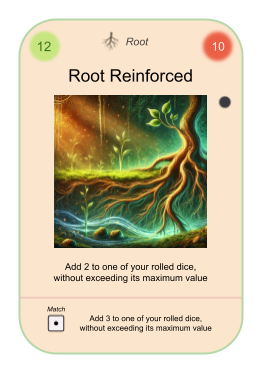 12
Root
10
Root Reinforced
Add 2 to one of your rolled dice,
without exceeding its maximum value
Match
Add 3 to one of your rolled dice,
without exceeding its maximum value